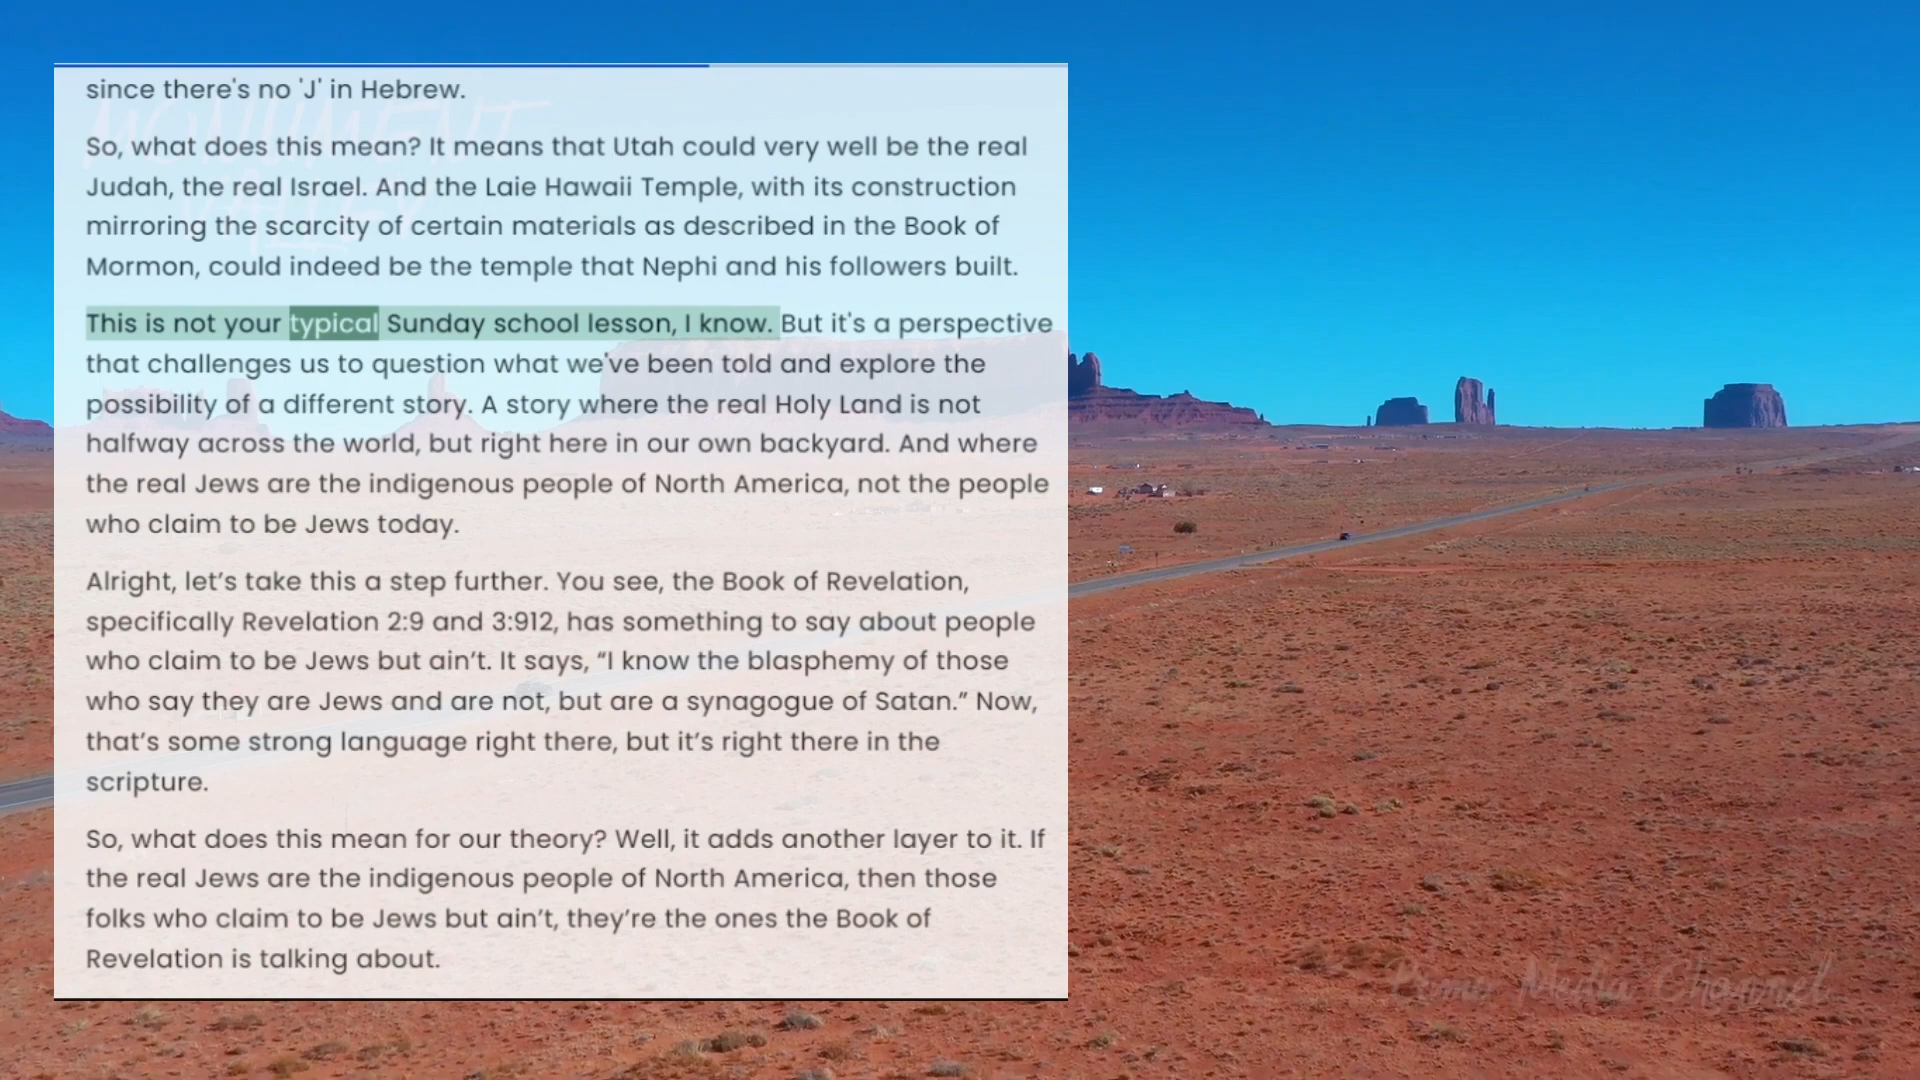 since there's no 'J' in Hebrew.
So, what does this mean? It means that Utah could very well be the real
Judah, the real Israel. And the Laie Hawaii Temple, with its construction
mirroring the scarcity of certain materials as described in the Book of
Mormon, could indeed be the temple that Nephi and his followers built.
This is not your typical Sunday school lesson, I know. But it's a perspective
that challenges us to question what we've been told and explore the
possibility of a different story. A story where the real Holy Land is not
halfway across the world, but right here in our own backyard. And where
the real Jews are the indigenous people of North America, not the people
who claim to be Jews today.
Alright, let’s take this a step further. You see, the Book of Revelation,
specifically Revelation 2:9 and 3:912, has something to say about people
who claim to be Jews but ain’t. It says, “I know the blasphemy of those
who say they are Jews and are not, but are a synagogue of Satan.” Now,
that’s some strong language right there, but it’s right there in the
scripture.
So, what does this mean for our theory? Well, it adds another layer to it. If
the real Jews are the indigenous people of North America, then those
folks who claim to be Jews but ain’t, they’re the ones the Book of
Revelation is talking about.
MONUMENT
VALLEY
Primo Media Channel